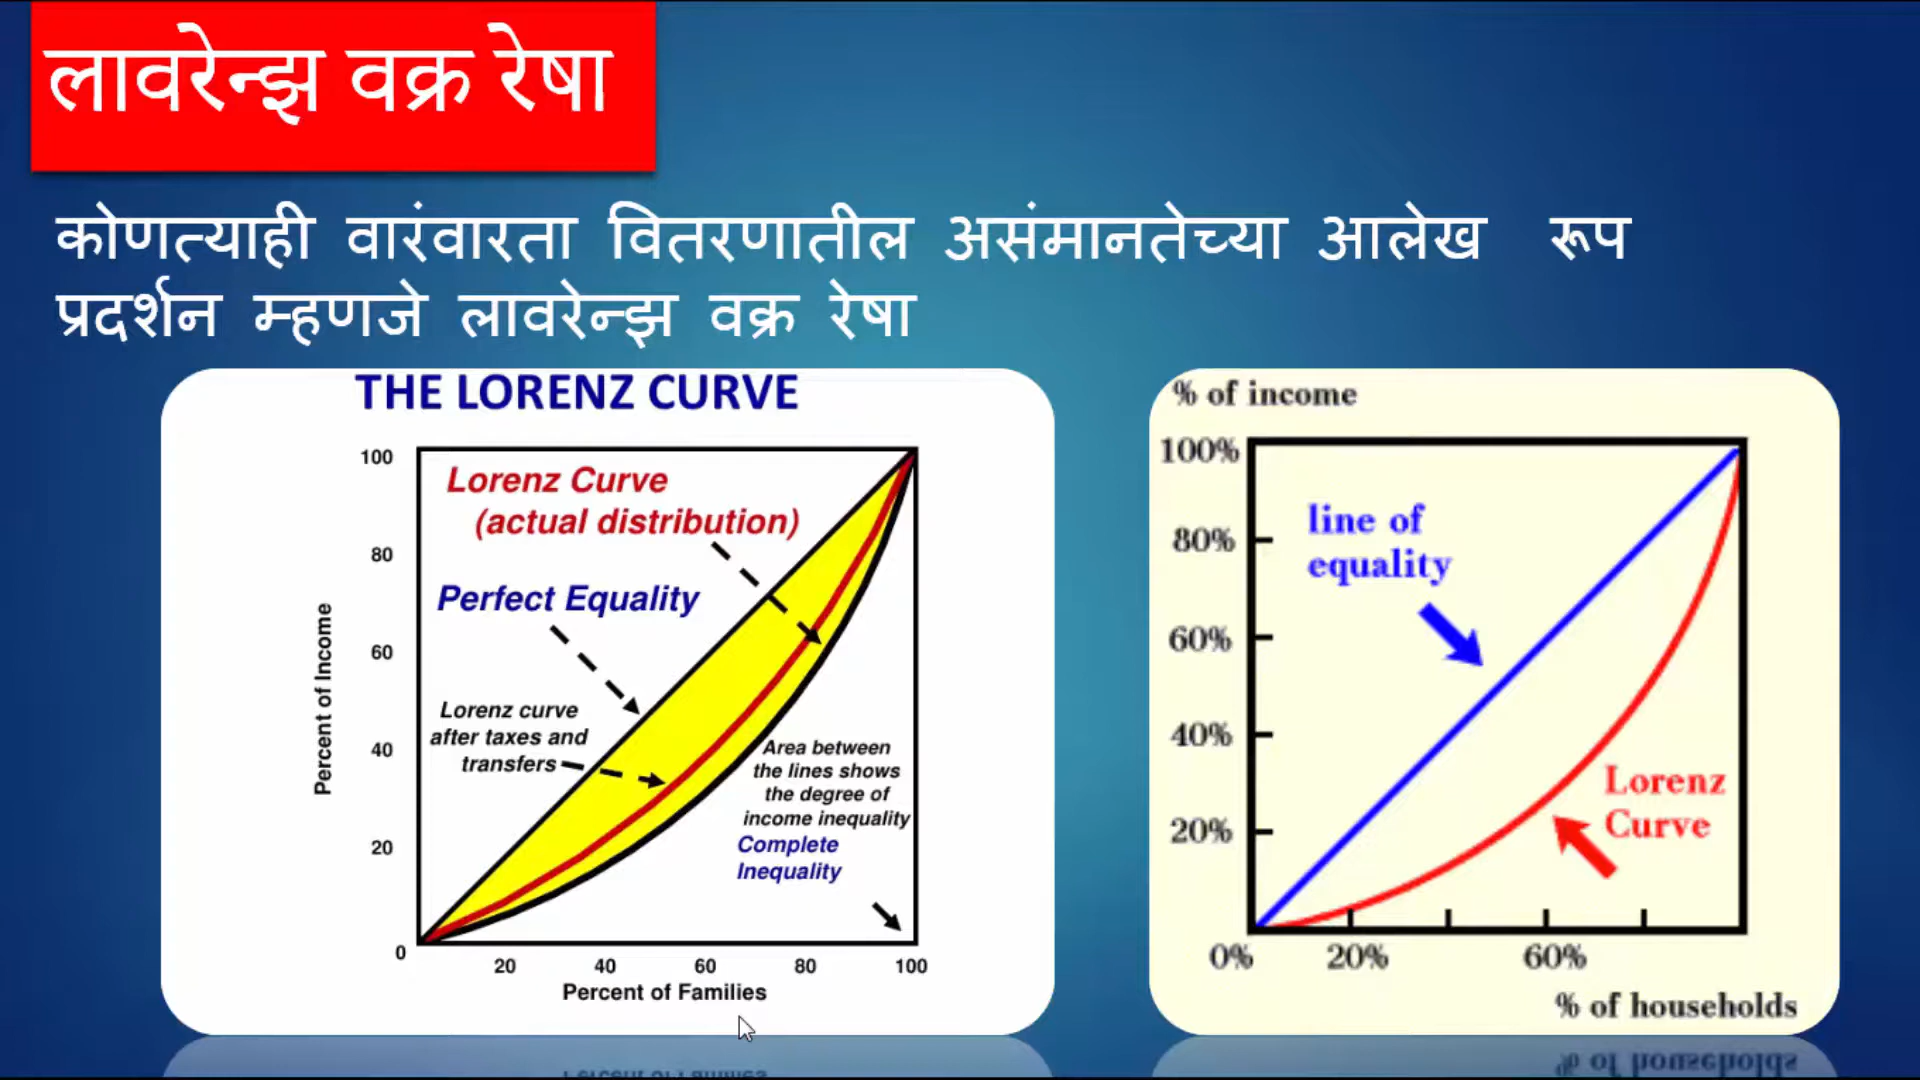 लावरेन्झ वक्र रेषा
कोणत्याही वारंवारता वितरणातील असंमानतेच्या आलेख रूप
प्रदर्शन म्हणजे लावरेन्झ वक्र रेषा
THE LORENZ CURVE
100
80
60
40
20
0
Percent of Income
Lorenz Curve
(actual distribution)
Perfect Equality
Lorenz curve
after taxes and
transfers
Area between
the lines shows
the degree of
income inequality
Complete
Inequality
20 40 60 80 100
Percent of Families
% of income
100%
80%
60%
40%
20%
line of
equality
Lorenz
Curve
0% 20% 60%
% of households